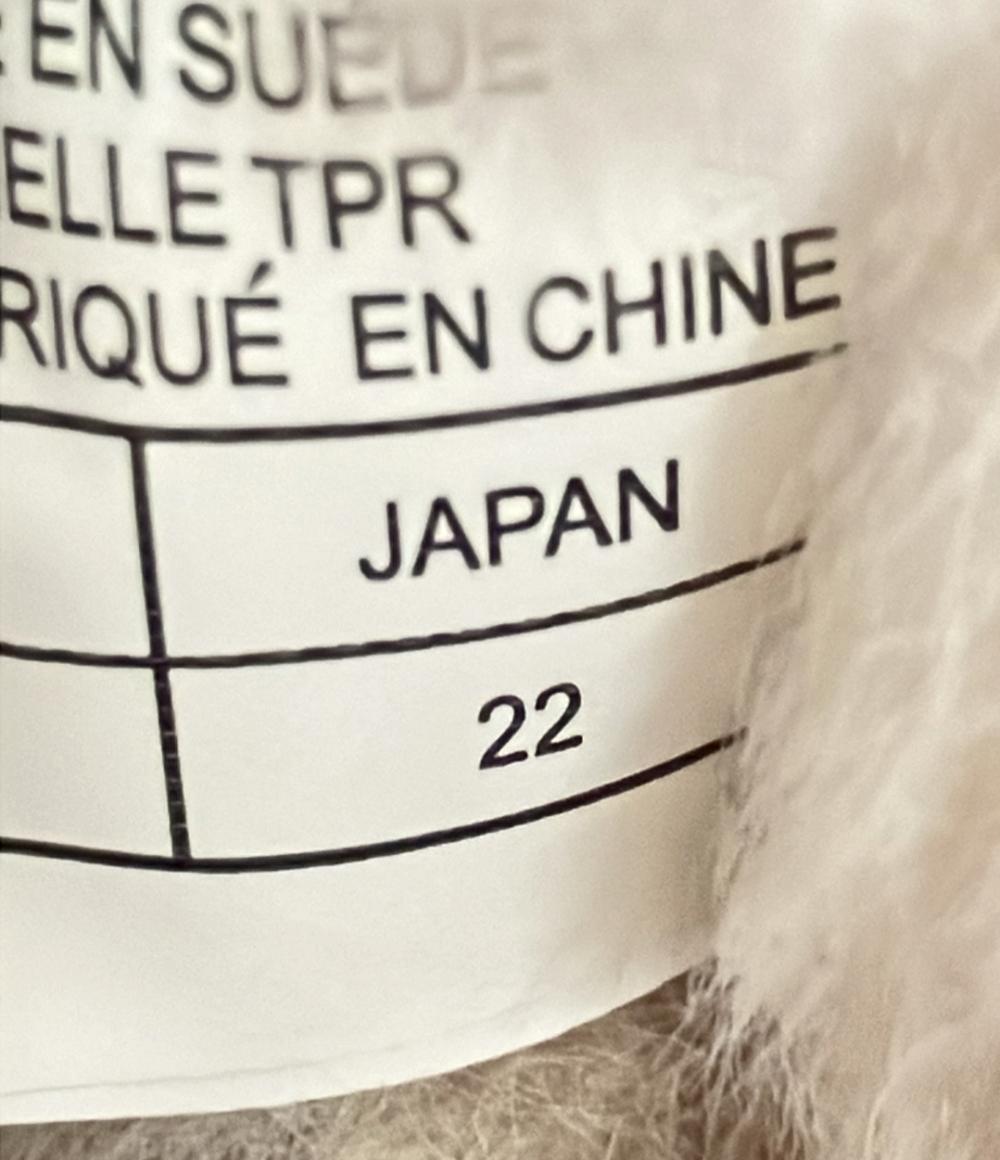 EN SUEDE
ELLE TPR
RIQUÉ EN CHINE
JAPAN
22